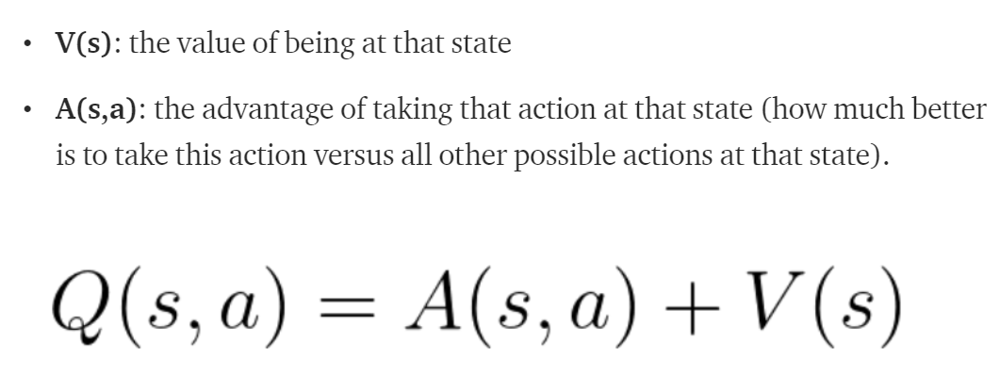 • V(s): the value of being at that state
• A(s,a): the advantage of taking that action at that state (how much better
is to take this action versus all other possible actions at that state).
Q(s, a) = A(s, a) + V(s)